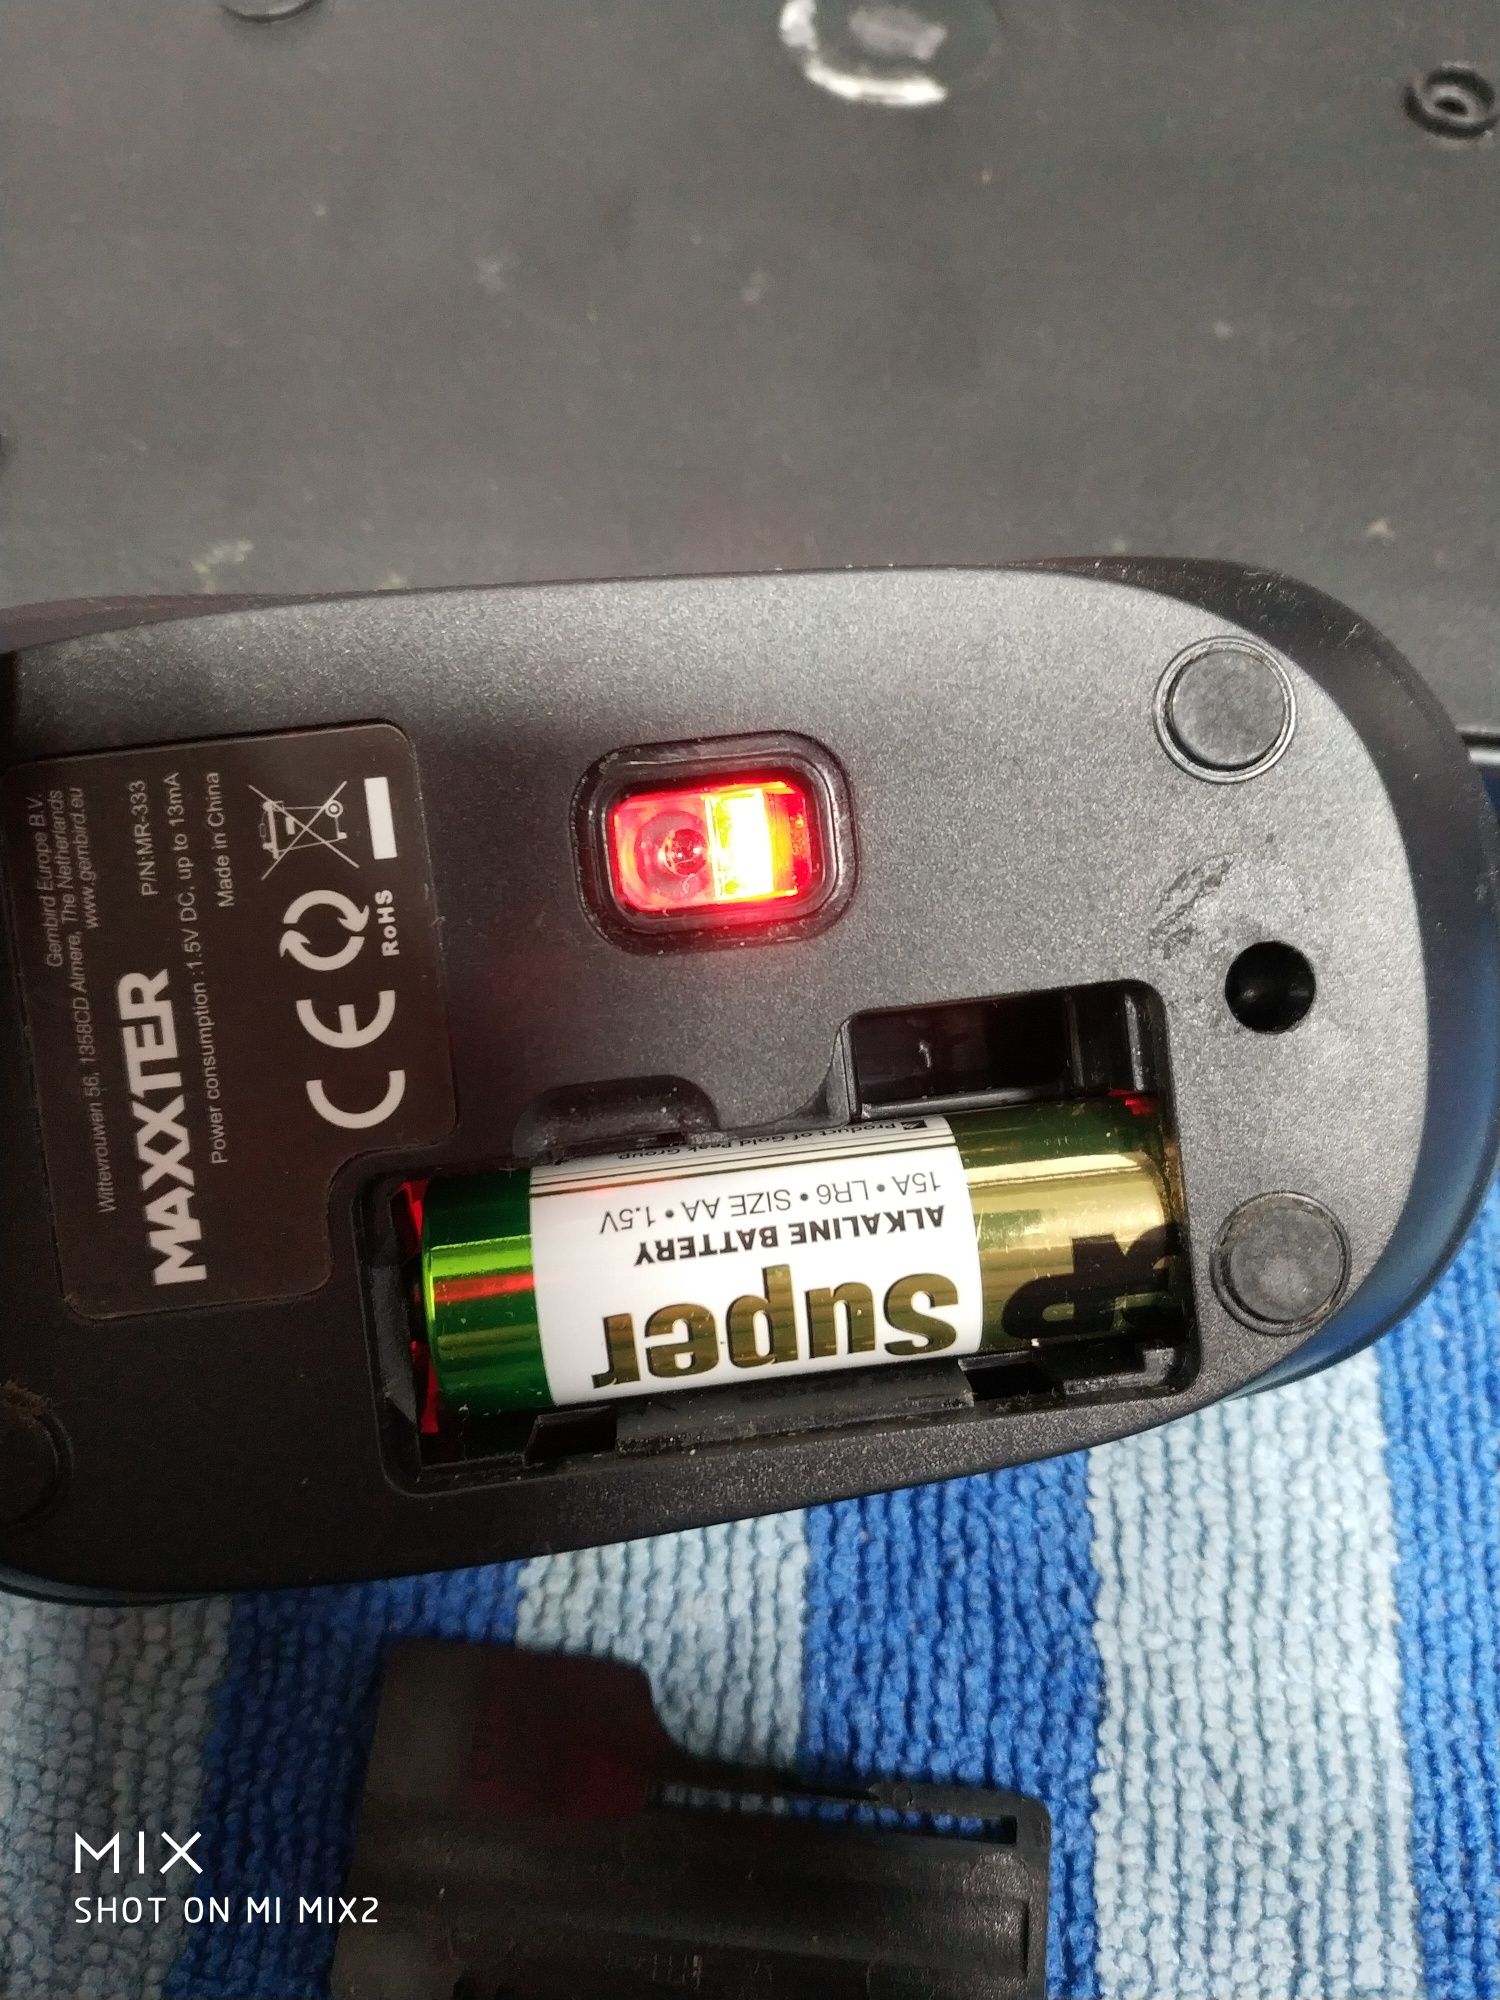 Gembird Europe B.V.
Wittevrouwen 56, 1358CD Almere, The Netherlands
www.gembird.eu
MAXXTER
P/N:MR-333
Power consumption :1.5V DC, up to 13mA
Made in China
CE
RoHS
GP
Super
ALKALINE BATTERY
15A • LR6 • SIZE AA • 1.5V
Product of Gold Peak Group
MIX
SHOT ON MI MIX2